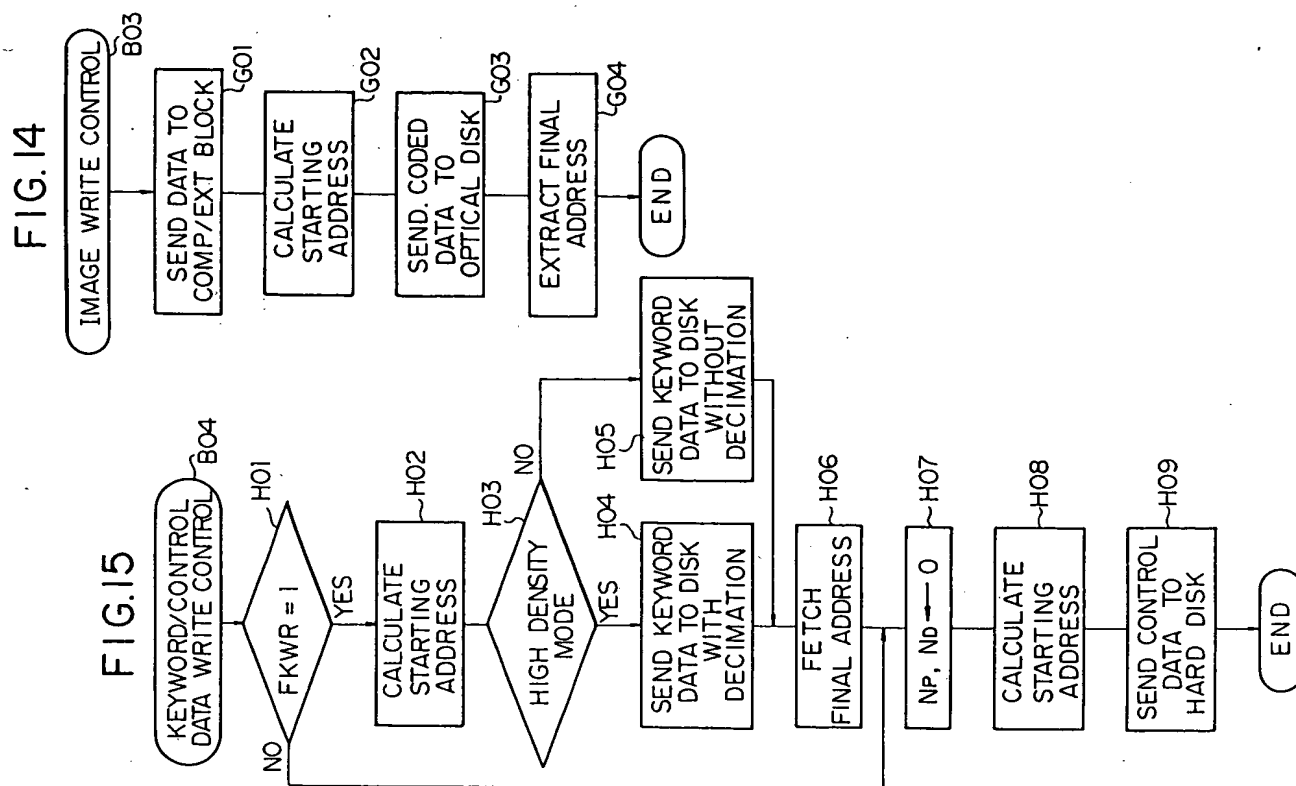 FIG.14
IMAGE WRITE CONTROL
B03
SEND DATA TO
COMP/EXT BLOCK
G01
CALCULATE
STARTING
ADDRESS
G02
SEND. CODED
DATA TO
OPTICAL DISK
G03
EXTRACT FINAL
ADDRESS
G04
END
FIG.15
KEYWORD/CONTROL
DATA WRITE CONTROL
B04
FKWR = 1
H01
NO
YES
CALCULATE
STARTING
ADDRESS
H02
HIGH DENSITY
MODE
H03
NO
YES
SEND KEYWORD
DATA TO DISK
WITH
DECIMATION
H04
SEND KEYWORD
DATA TO DISK
WITHOUT
DECIMATION
H05
FETCH
FINAL ADDRESS
H06
NP, ND ← 0
H07
CALCULATE
STARTING
ADDRESS
H08
SEND CONTROL
DATA TO
HARD DISK
H09
END